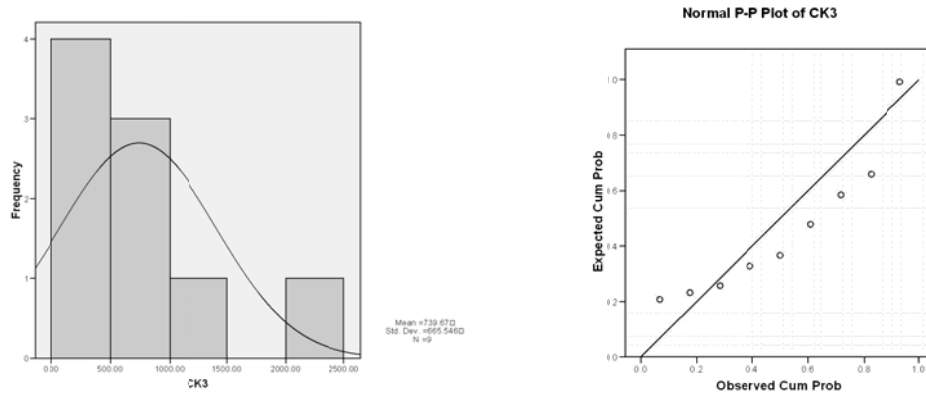 Frequency
4
3
2
1
0
0.00 500.00 1000.00 1500.00 2000.00 2500.00
CK3
Mean =739.67
Std. Dev. =665.546
N =9
Normal P-P Plot of CK3
Expected Cum Prob
1.0
0.8
0.6
0.4
0.2
0.0
0.0 0.2 0.4 0.6 0.8 1.0
Observed Cum Prob